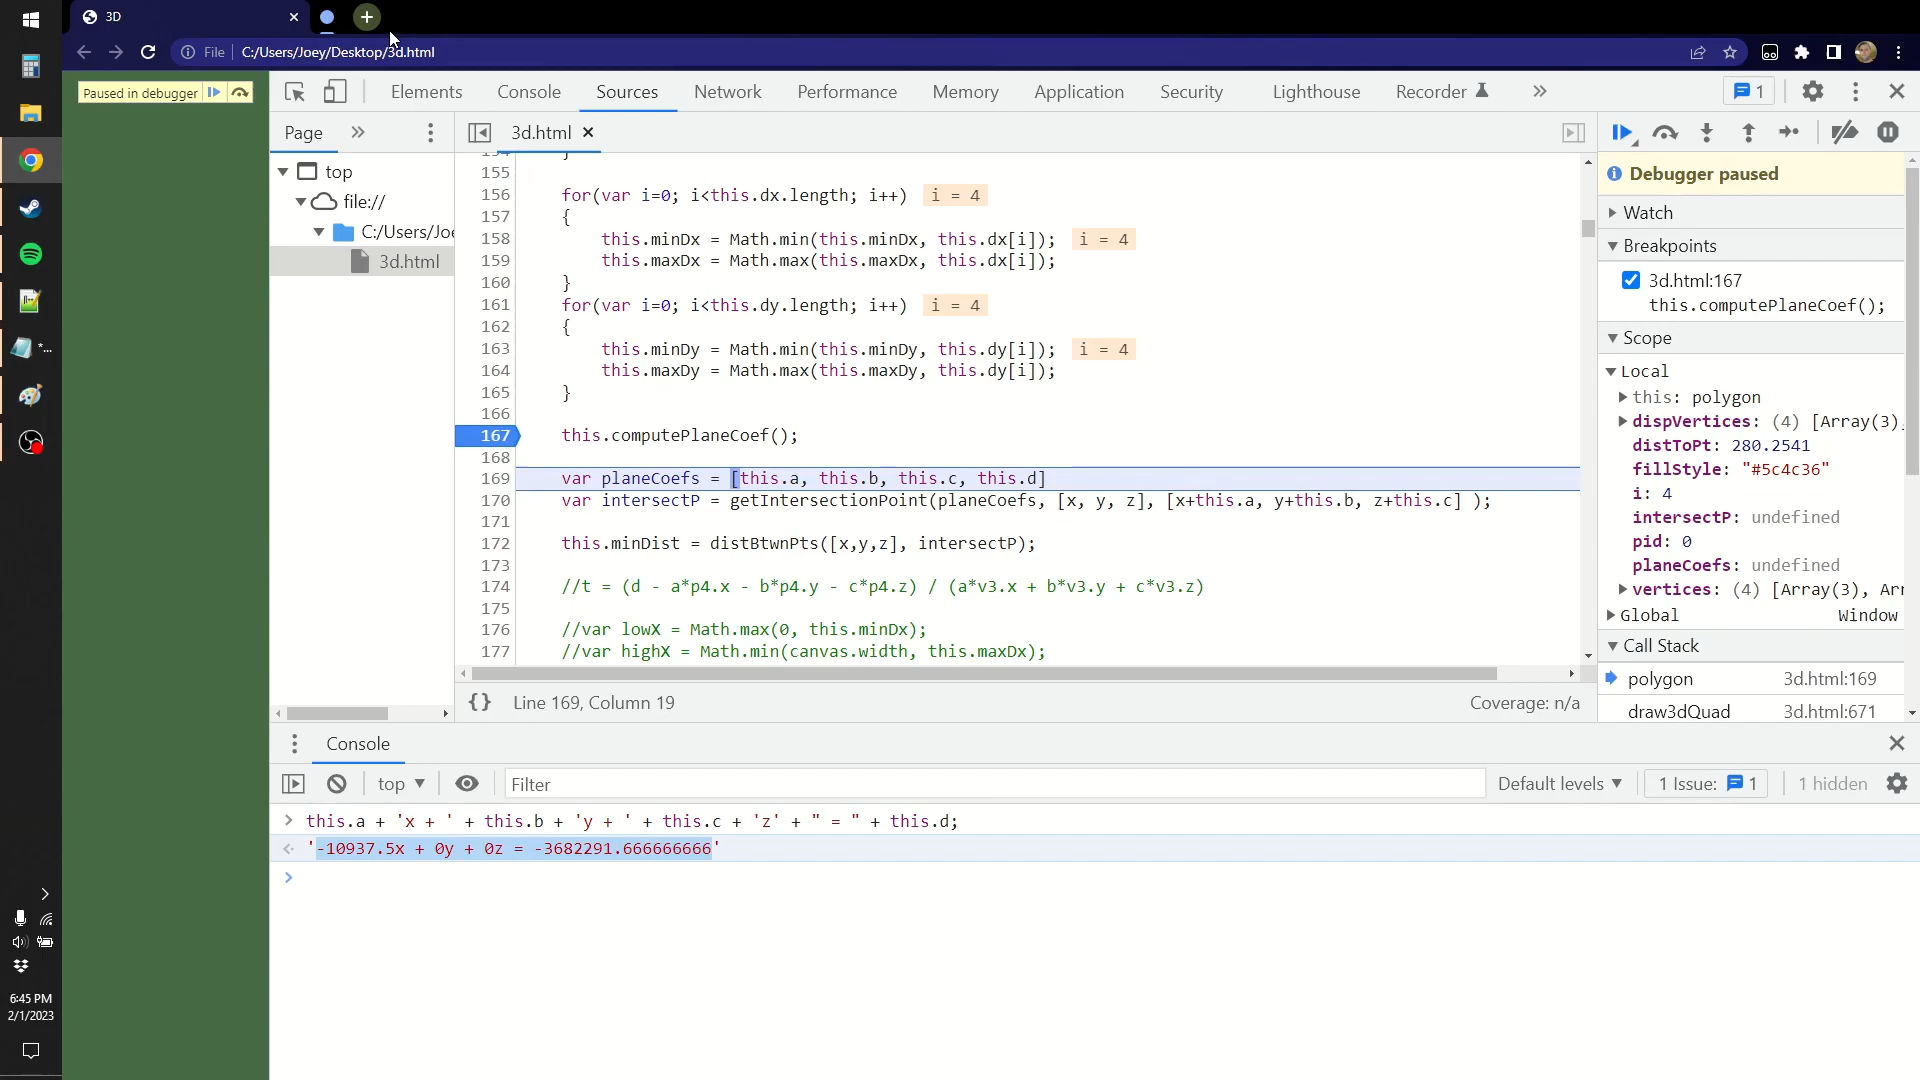 3D
File
C:/Users/Joey/Desktop/3d.html
Paused in debugger
Elements
Console
Sources
Network
Performance
Memory
Application
Security
Lighthouse
Recorder
1
Page
3d.html
top
file://
C:/Users/Joe
3d.html
155
156 for(var i=0; i<this.dx.length; i++) i = 4
157 {
158 this.minDx = Math.min(this.minDx, this.dx[i]); i = 4
159 this.maxDx = Math.max(this.maxDx, this.dx[i]);
160 }
161 for(var i=0; i<this.dy.length; i++) i = 4
162 {
163 this.minDy = Math.min(this.minDy, this.dy[i]); i = 4
164 this.maxDy = Math.max(this.maxDy, this.dy[i]);
165 }
166
167 this.computePlaneCoef();
168
169 var planeCoefs = [this.a, this.b, this.c, this.d]
170 var intersectP = getIntersectionPoint(planeCoefs, [x, y, z], [x+this.a, y+this.b, z+this.c] );
171
172 this.minDist = distBtwnPts([x,y,z], intersectP);
173
174 //t = (d - a*p4.x - b*p4.y - c*p4.z) / (a*v3.x + b*v3.y + c*v3.z)
175
176 //var lowX = Math.max(0, this.minDx);
177 //var highX = Math.min(canvas.width, this.maxDx);
{} Line 169, Column 19
Coverage: n/a
Debugger paused
Watch
Breakpoints
3d.html:167
this.computePlaneCoef();
Scope
Local
this: polygon
dispVertices: (4) [Array(3),
distToPt: 280.2541
fillStyle: "#5c4c36"
i: 4
intersectP: undefined
pid: 0
planeCoefs: undefined
vertices: (4) [Array(3), Arr
Global Window
Call Stack
polygon 3d.html:169
draw3dQuad 3d.html:671
Console
top
Filter
Default levels
1 Issue: 1
1 hidden
> this.a + 'x + ' + this.b + 'y + ' + this.c + 'z' + " = " + this.d;
'-10937.5x + 0y + 0z = -3682291.666666666'
>
6:45 PM
2/1/2023